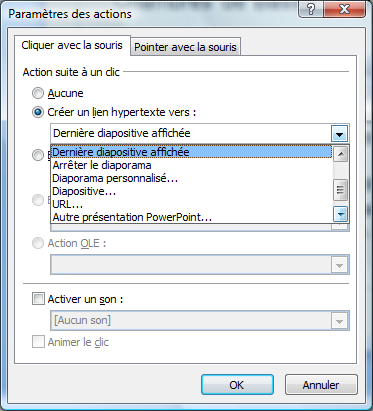 Paramètres des actions
Cliquer avec la souris
Pointer avec la souris
Action suite à un clic
Aucune
Créer un lien hypertexte vers :
Dernière diapositive affichée
Dernière diapositive affichée
Arrêter le diaporama
Diaporama personnalisé...
Diapositive...
URL...
Autre présentation PowerPoint...
Action OLE :
Activer un son :
[Aucun son]
Animer le clic
OK
Annuler